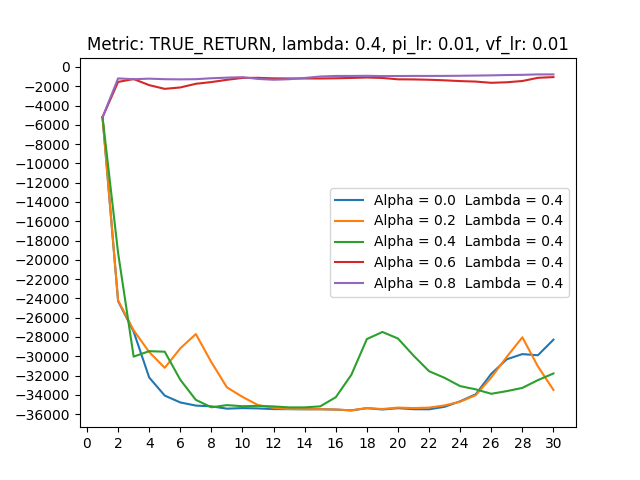 Metric: TRUE_RETURN, lambda: 0.4, pi_lr: 0.01, vf_lr: 0.01
0
−2000
−4000
−6000
−8000
−10000
−12000
−14000
−16000
−18000
−20000
−22000
−24000
−26000
−28000
−30000
−32000
−34000
−36000
Alpha = 0.0 Lambda = 0.4
Alpha = 0.2 Lambda = 0.4
Alpha = 0.4 Lambda = 0.4
Alpha = 0.6 Lambda = 0.4
Alpha = 0.8 Lambda = 0.4
0 2 4 6 8 10 12 14 16 18 20 22 24 26 28 30